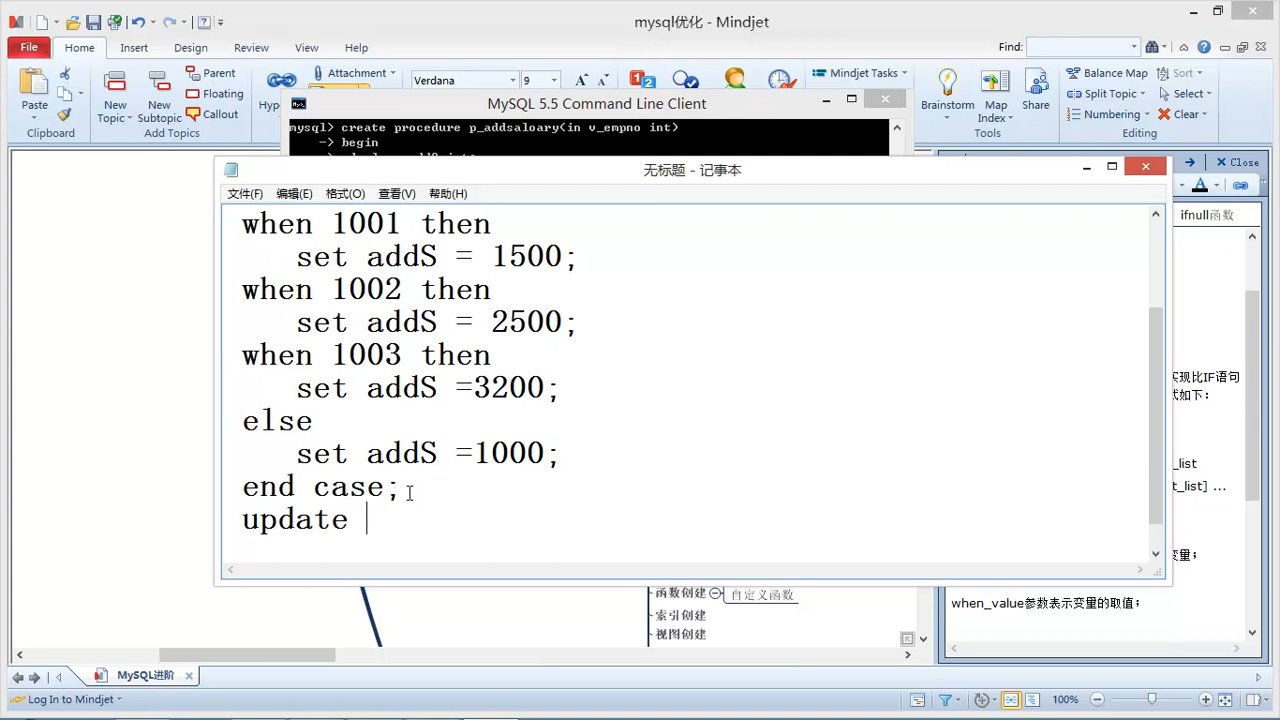 mysql优化 - Mindjet
File Home Insert Design Review View Help Find:
Paste
New Topic
New Subtopic
Parent
Floating
Callout
Add Topics
Attachment
Verdana 9
Mindjet Tasks
Brainstorm
Map Index
Share
Tools
Balance Map
Split Topic
Numbering
Sort
Select
Clear
Editing
MySQL 5.5 Command Line Client
mysql> create procedure p_addsaloary(in v_empno int)
-> begin
无标题 - 记事本
文件(F) 编辑(E) 格式(O) 查看(V) 帮助(H)
when 1001 then
set addS = 1500;
when 1002 then
set addS = 2500;
when 1003 then
set addS =3200;
else
set addS =1000;
end case;
update
Close
ifnull函数
实现比IF语句
式如下：
_list
t_list] ...
变量；
when_value参数表示变量的取值；
函数创建 自定义函数
索引创建
视图创建
MySQL进阶
Log In to Mindjet
100%